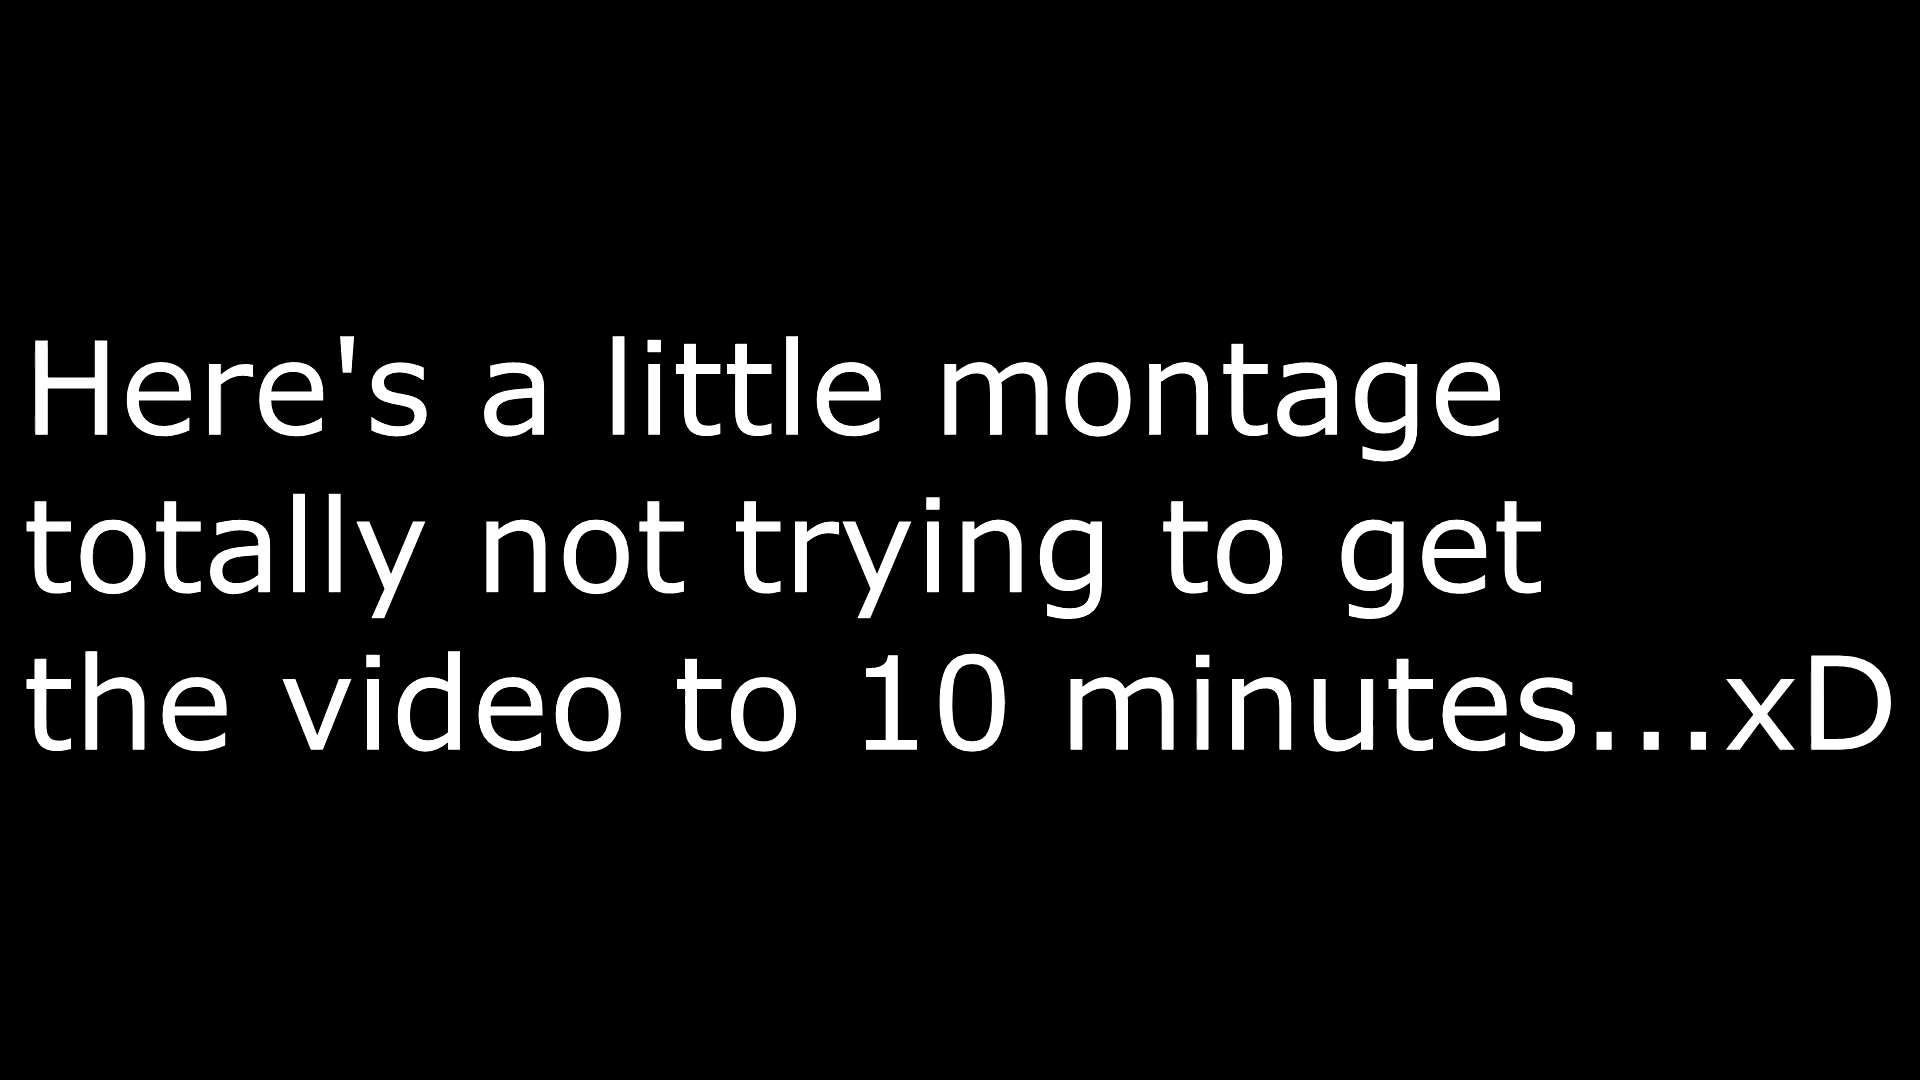 Here's a little montage
totally not trying to get
the video to 10 minutes...xD